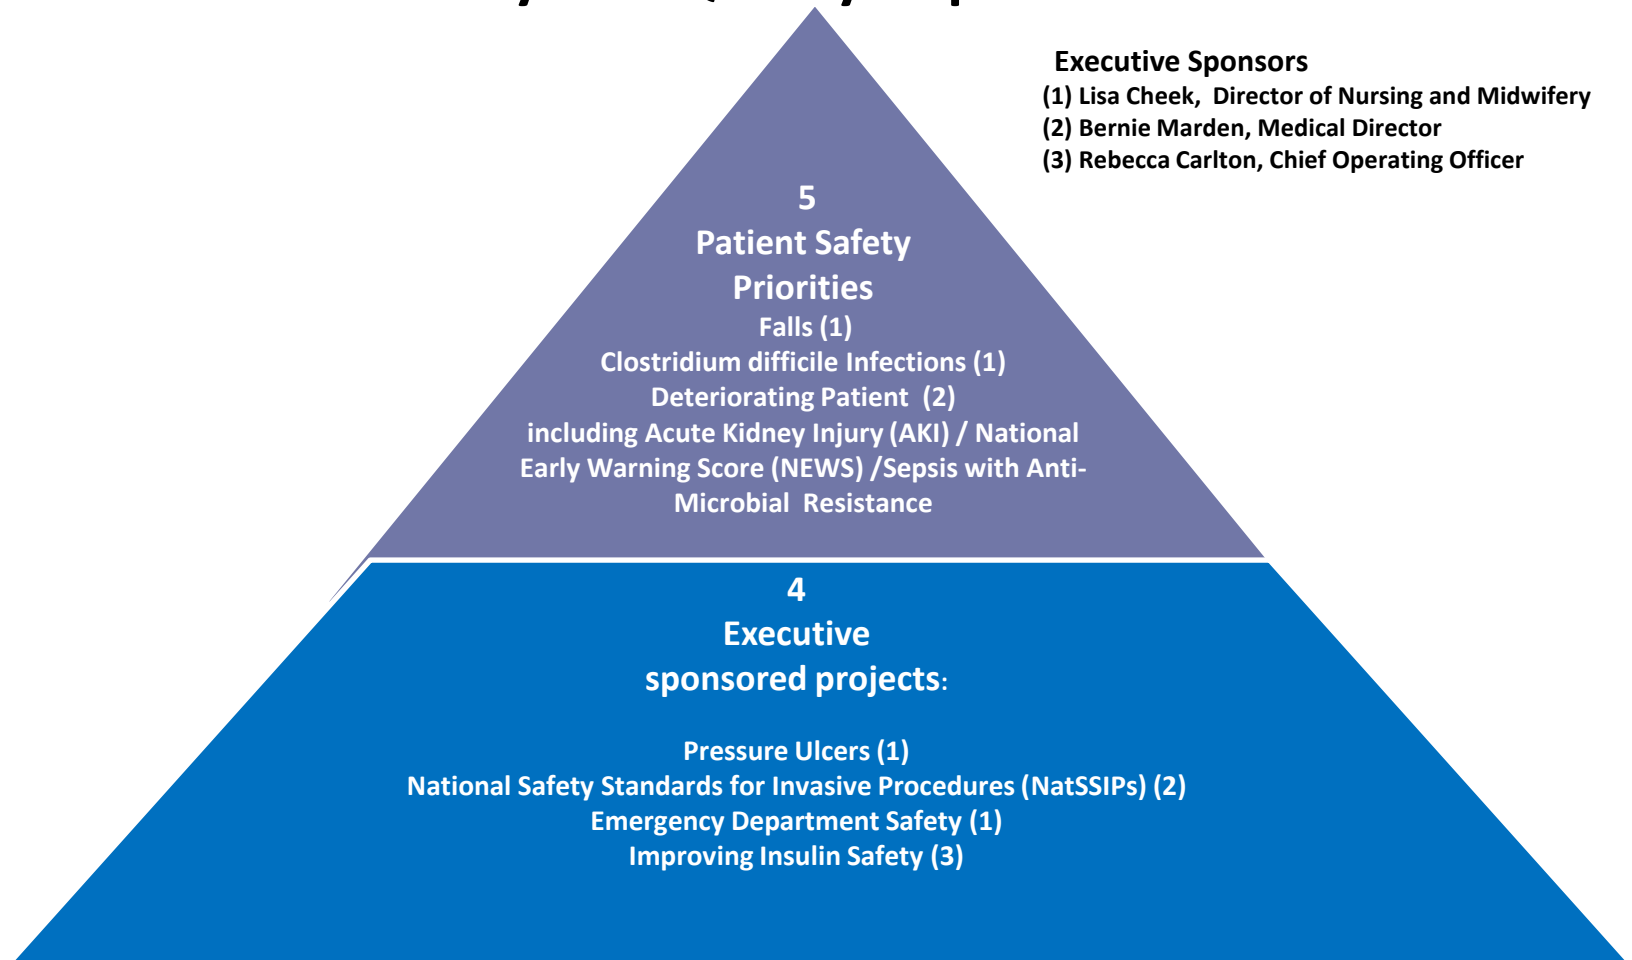 Executive Sponsors
(1) Lisa Cheek, Director of Nursing and Midwifery
(2) Bernie Marden, Medical Director
(3) Rebecca Carlton, Chief Operating Officer
5
Patient Safety
Priorities
Falls (1)
Clostridium difficile Infections (1)
Deteriorating Patient (2)
including Acute Kidney Injury (AKI) / National
Early Warning Score (NEWS) /Sepsis with Anti-
Microbial Resistance
4
Executive
sponsored projects:
Pressure Ulcers (1)
National Safety Standards for Invasive Procedures (NatSSIPs) (2)
Emergency Department Safety (1)
Improving Insulin Safety (3)